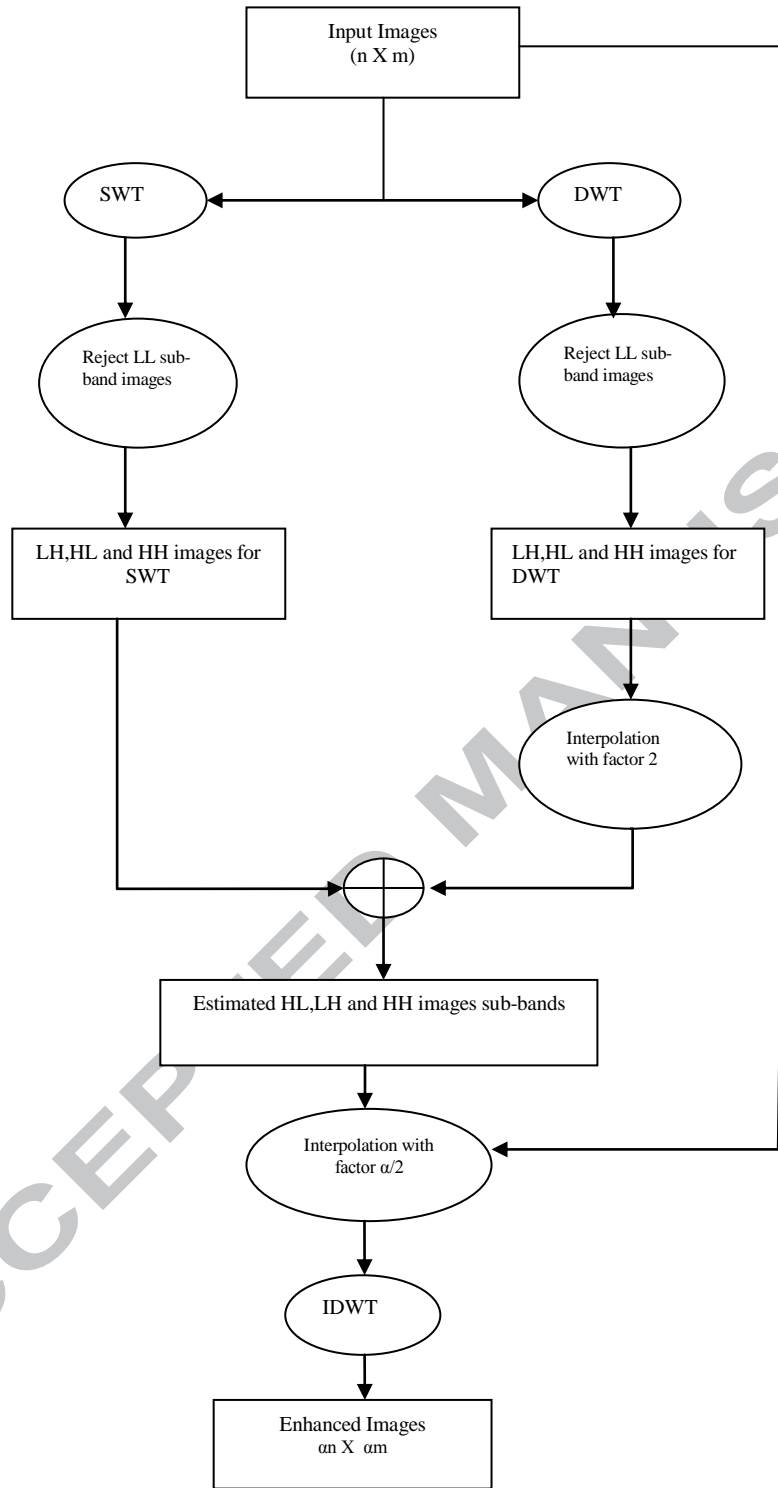 Input Images
(n X m)
SWT
DWT
Reject LL sub-
band images
Reject LL sub-
band images
LH,HL and HH images for
SWT
LH,HL and HH images for
DWT
Interpolation
with factor 2
Estimated HL,LH and HH images sub-bands
Interpolation with
factor α/2
IDWT
Enhanced Images
αn X αm